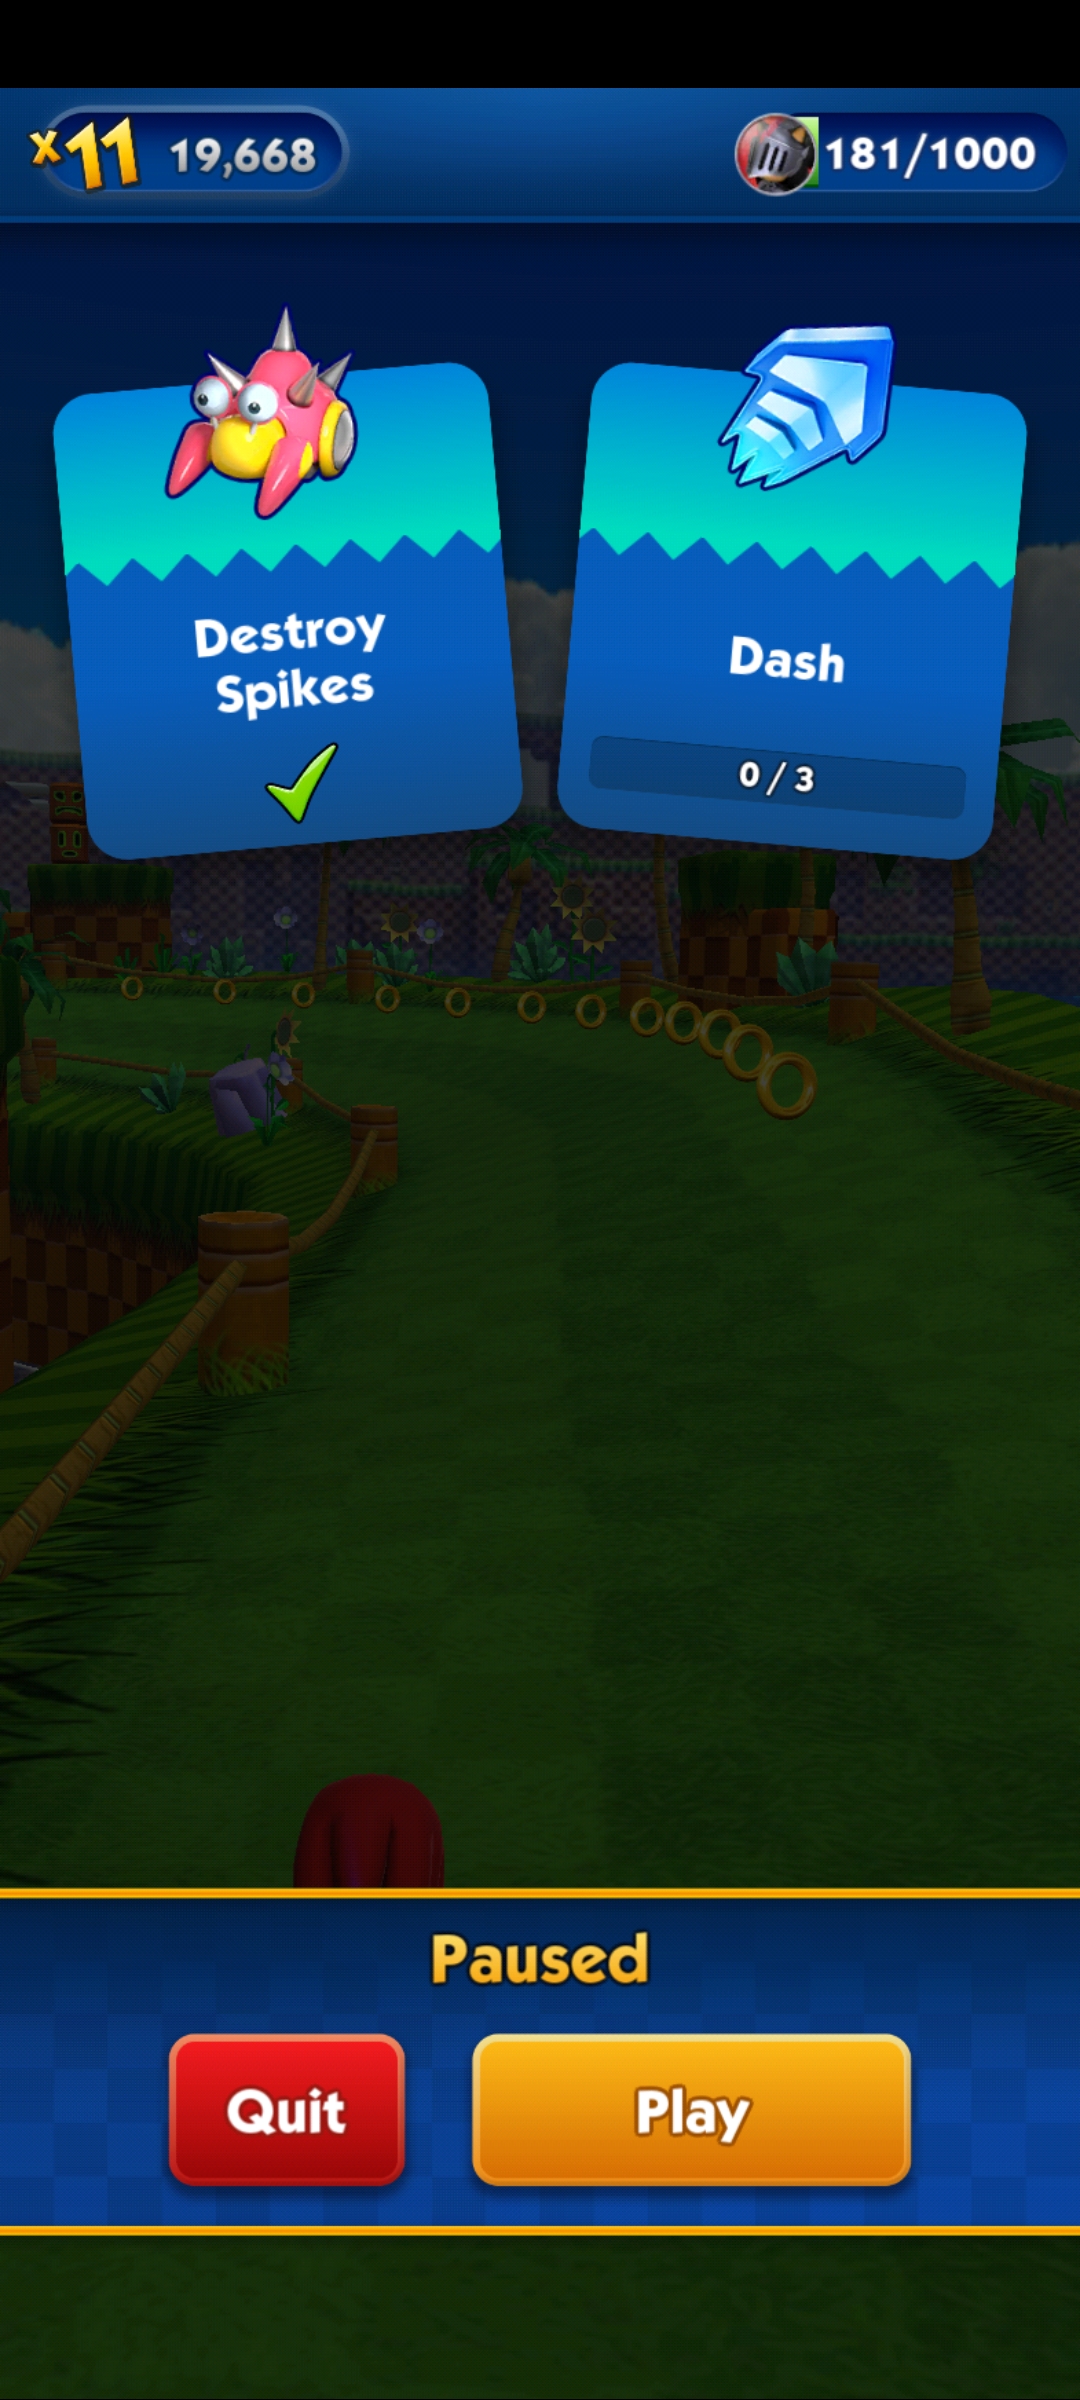 x11 19,668
181/1000
Destroy
Spikes
Dash
0 / 3
Paused
Quit
Play